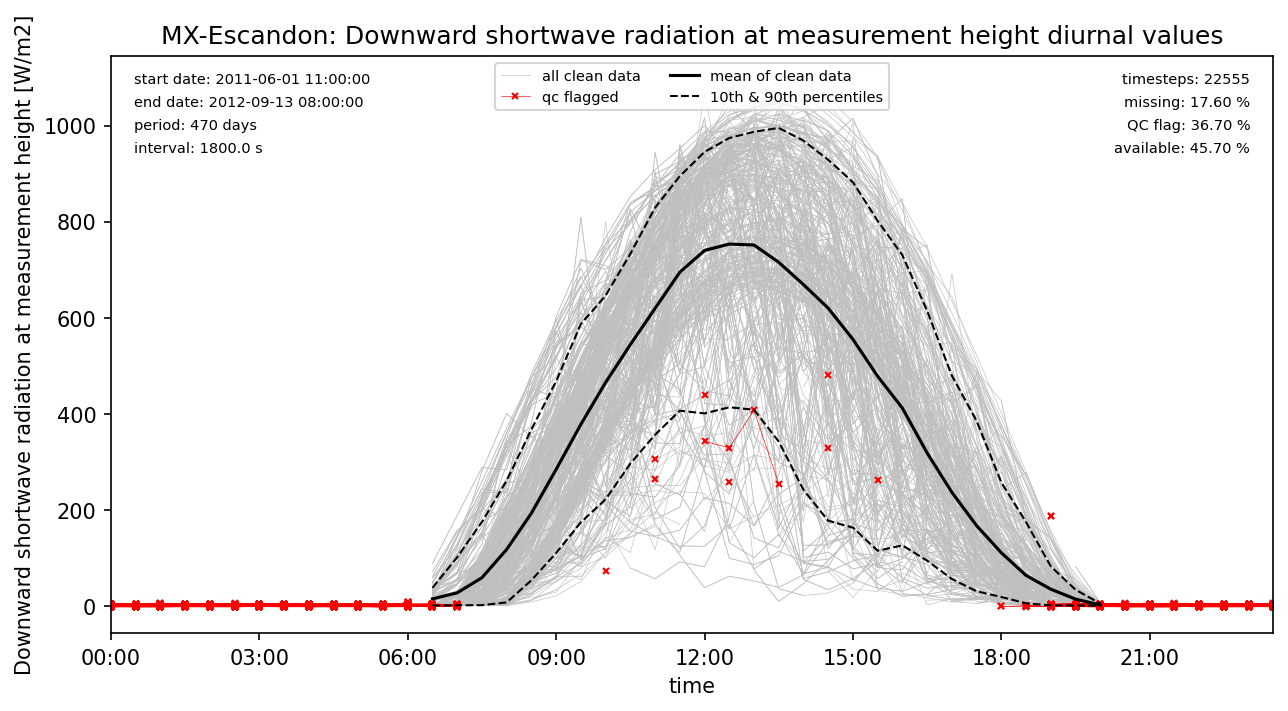 MX-Escandon: Downward shortwave radiation at measurement height diurnal values
start date: 2011-06-01 11:00:00
end date: 2012-09-13 08:00:00
period: 470 days
interval: 1800.0 s
all clean data
qc flagged
mean of clean data
10th & 90th percentiles
timesteps: 22555
missing: 17.60 %
QC flag: 36.70 %
available: 45.70 %
Downward shortwave radiation at measurement height [W/m2]
1000
800
600
400
200
0
00:00
03:00
06:00
09:00
12:00
15:00
18:00
21:00
time